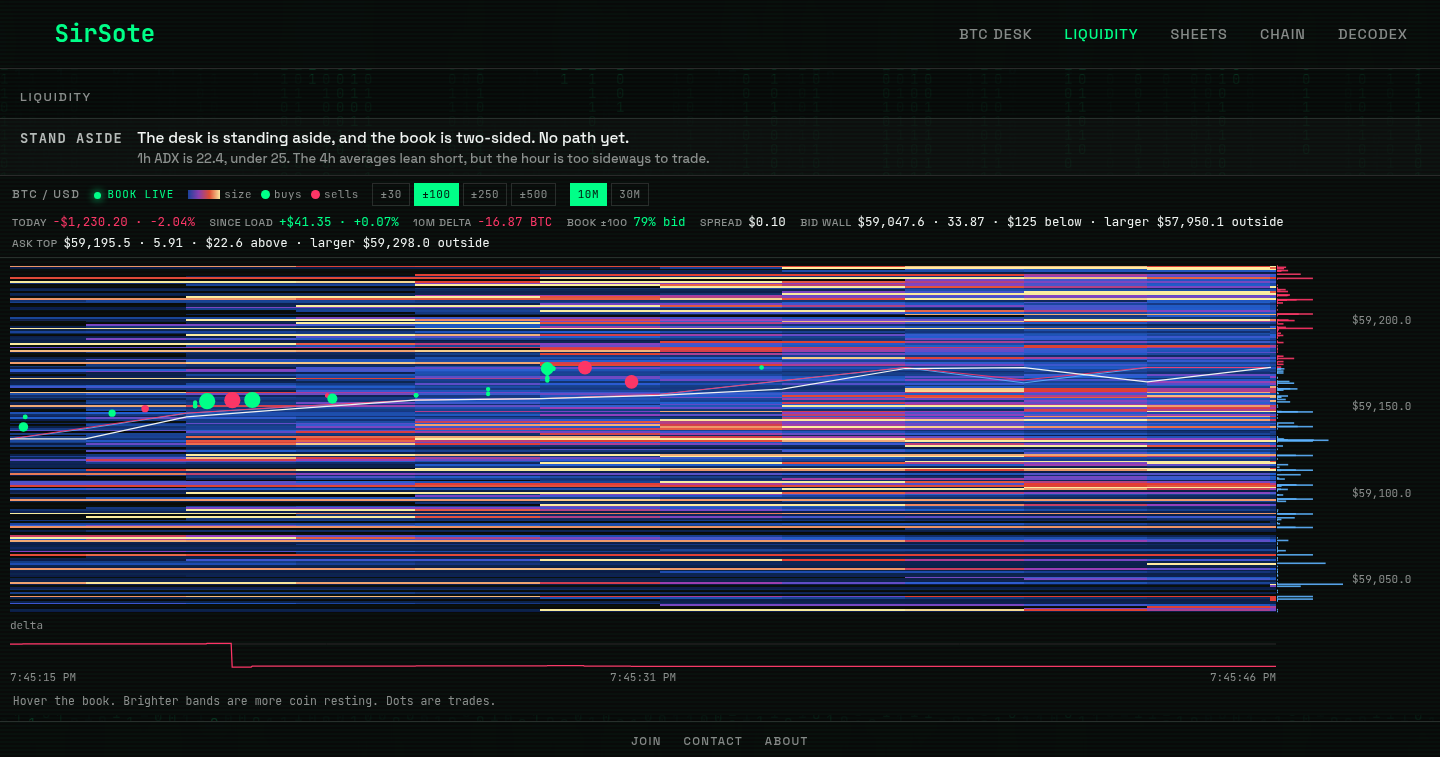 SirSote
BTC DESK LIQUIDITY SHEETS CHAIN DECODEX
LIQUIDITY
STAND ASIDE The desk is standing aside, and the book is two-sided. No path yet.
1h ADX is 22.4, under 25. The 4h averages lean short, but the hour is too sideways to trade.
BTC / USD BOOK LIVE size buys sells ±30 ±100 ±250 ±500 10M 30M
TODAY -$1,230.20 · -2.04% SINCE LOAD +$41.35 · +0.07% 10M DELTA -16.87 BTC BOOK ±100 79% bid SPREAD $0.10 BID WALL $59,047.6 · 33.87 · $125 below · larger $57,950.1 outside
ASK TOP $59,195.5 · 5.91 · $22.6 above · larger $59,298.0 outside
$59,200.0
$59,150.0
$59,100.0
$59,050.0
delta
7:45:15 PM 7:45:31 PM 7:45:46 PM
Hover the book. Brighter bands are more coin resting. Dots are trades.
JOIN CONTACT ABOUT